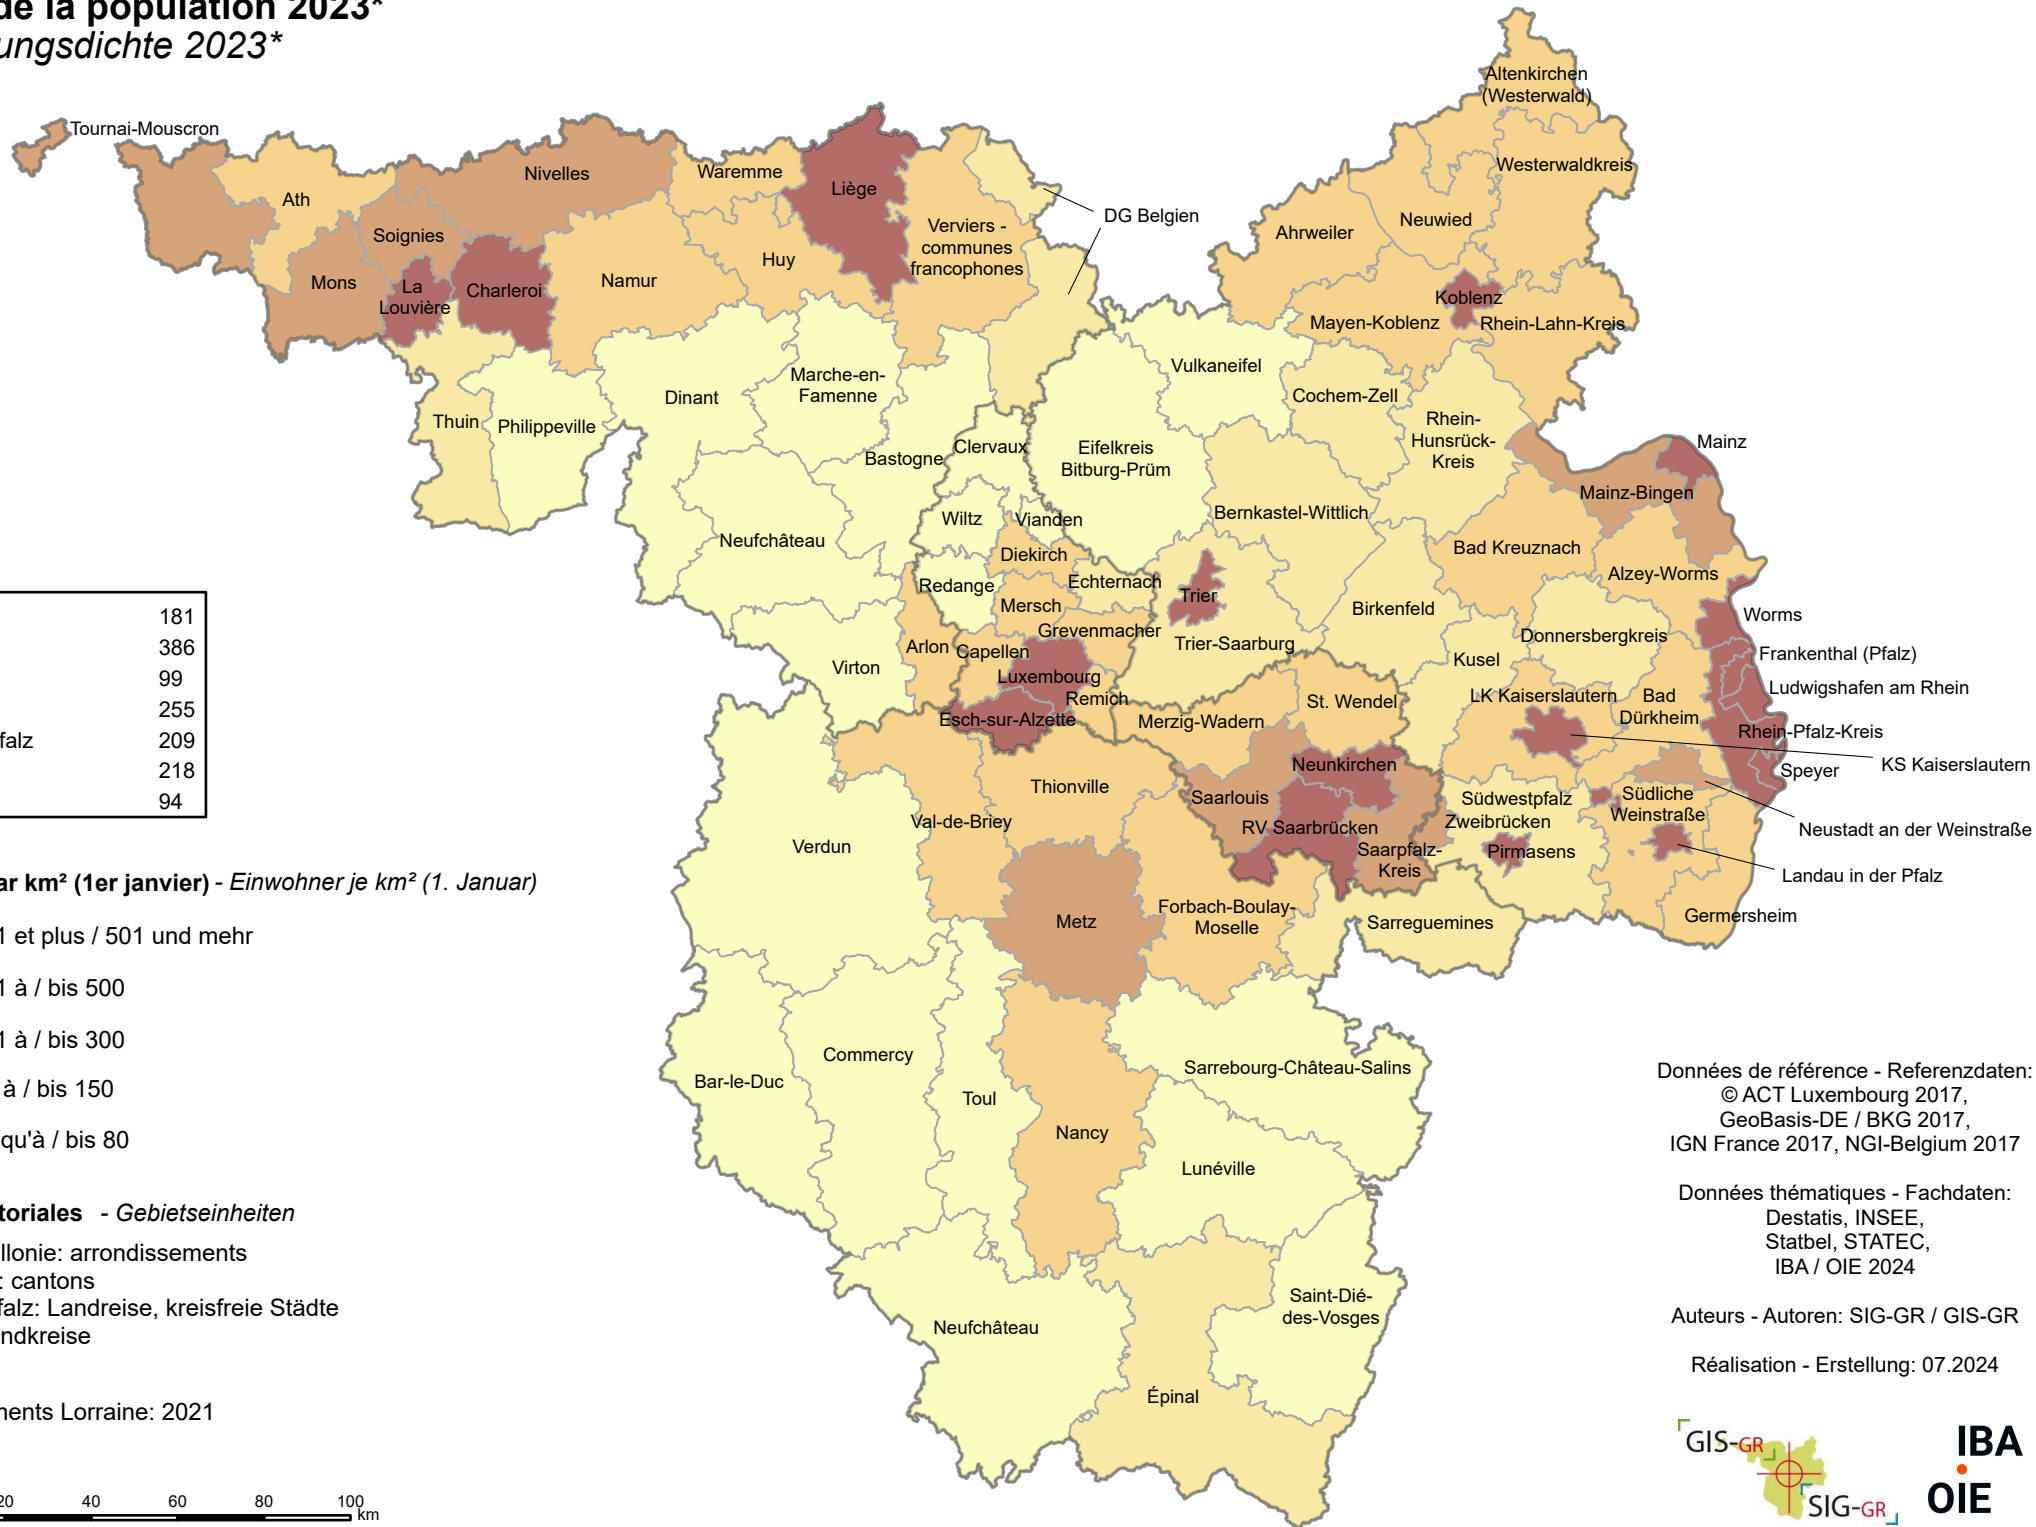 de la population 2023*
ungsdichte 2023*
Altenkirchen
(Westerwald)
Tournai-Mouscron
Nivelles
Waremme
Liège
Westerwaldkreis
Ath
DG Belgien
Neuwied
Ahrweiler
Soignies
Verviers -
communes
francophones
Huy
Namur
Mons
La
Louvière
Charleroi
Koblenz
Mayen-Koblenz
Rhein-Lahn-Kreis
Vulkaneifel
Marche-en-
Famenne
Dinant
Cochem-Zell
Thuin
Philippeville
Rhein-
Hunsrück-
Kreis
Mainz
Clervaux
Eifelkreis
Bitburg-Prüm
Bastogne
Mainz-Bingen
Wiltz
Vianden
Bernkastel-Wittlich
Neufchâteau
Diekirch
Bad Kreuznach
Redange
Echternach
Alzey-Worms
Mersch
Trier
Birkenfeld
Worms
Grevenmacher
Donnersbergkreis
Arlon
Capellen
Trier-Saarburg
Kusel
Frankenthal (Pfalz)
Virton
Luxembourg
Ludwigshafen am Rhein
Remich
St. Wendel
LK Kaiserslautern
Bad
Dürkheim
Esch-sur-Alzette
Merzig-Wadern
Rhein-Pfalz-Kreis
Neunkirchen
KS Kaiserslautern
Speyer
Thionville
Saarlouis
Südwestpfalz
Südliche
Weinstraße
Val-de-Briey
RV Saarbrücken
Zweibrücken
Neustadt an der Weinstraße
Verdun
Saarpfalz-
Kreis
Pirmasens
Landau in der Pfalz
Metz
Forbach-Boulay-
Moselle
Sarreguemines
Germersheim
Commercy
Bar-le-Duc
Toul
Sarrebourg-Château-Salins
Nancy
Lunéville
Neufchâteau
Saint-Dié-
des-Vosges
Épinal
181
386
99
255
falz 209
218
94
ar km² (1er janvier) - Einwohner je km² (1. Januar)
1 et plus / 501 und mehr
1 à / bis 500
1 à / bis 300
à / bis 150
qu'à / bis 80
toriales - Gebietseinheiten
llonie: arrondissements
: cantons
falz: Landreise, kreisfreie Städte
ndkreise
ments Lorraine: 2021
20 40 60 80 100
km
Données de référence - Referenzdaten:
© ACT Luxembourg 2017,
GeoBasis-DE / BKG 2017,
IGN France 2017, NGI-Belgium 2017
Données thématiques - Fachdaten:
Destatis, INSEE,
Statbel, STATEC,
IBA / OIE 2024
Auteurs - Autoren: SIG-GR / GIS-GR
Réalisation - Erstellung: 07.2024
GIS-GR
SIG-GR
IBA
OIE